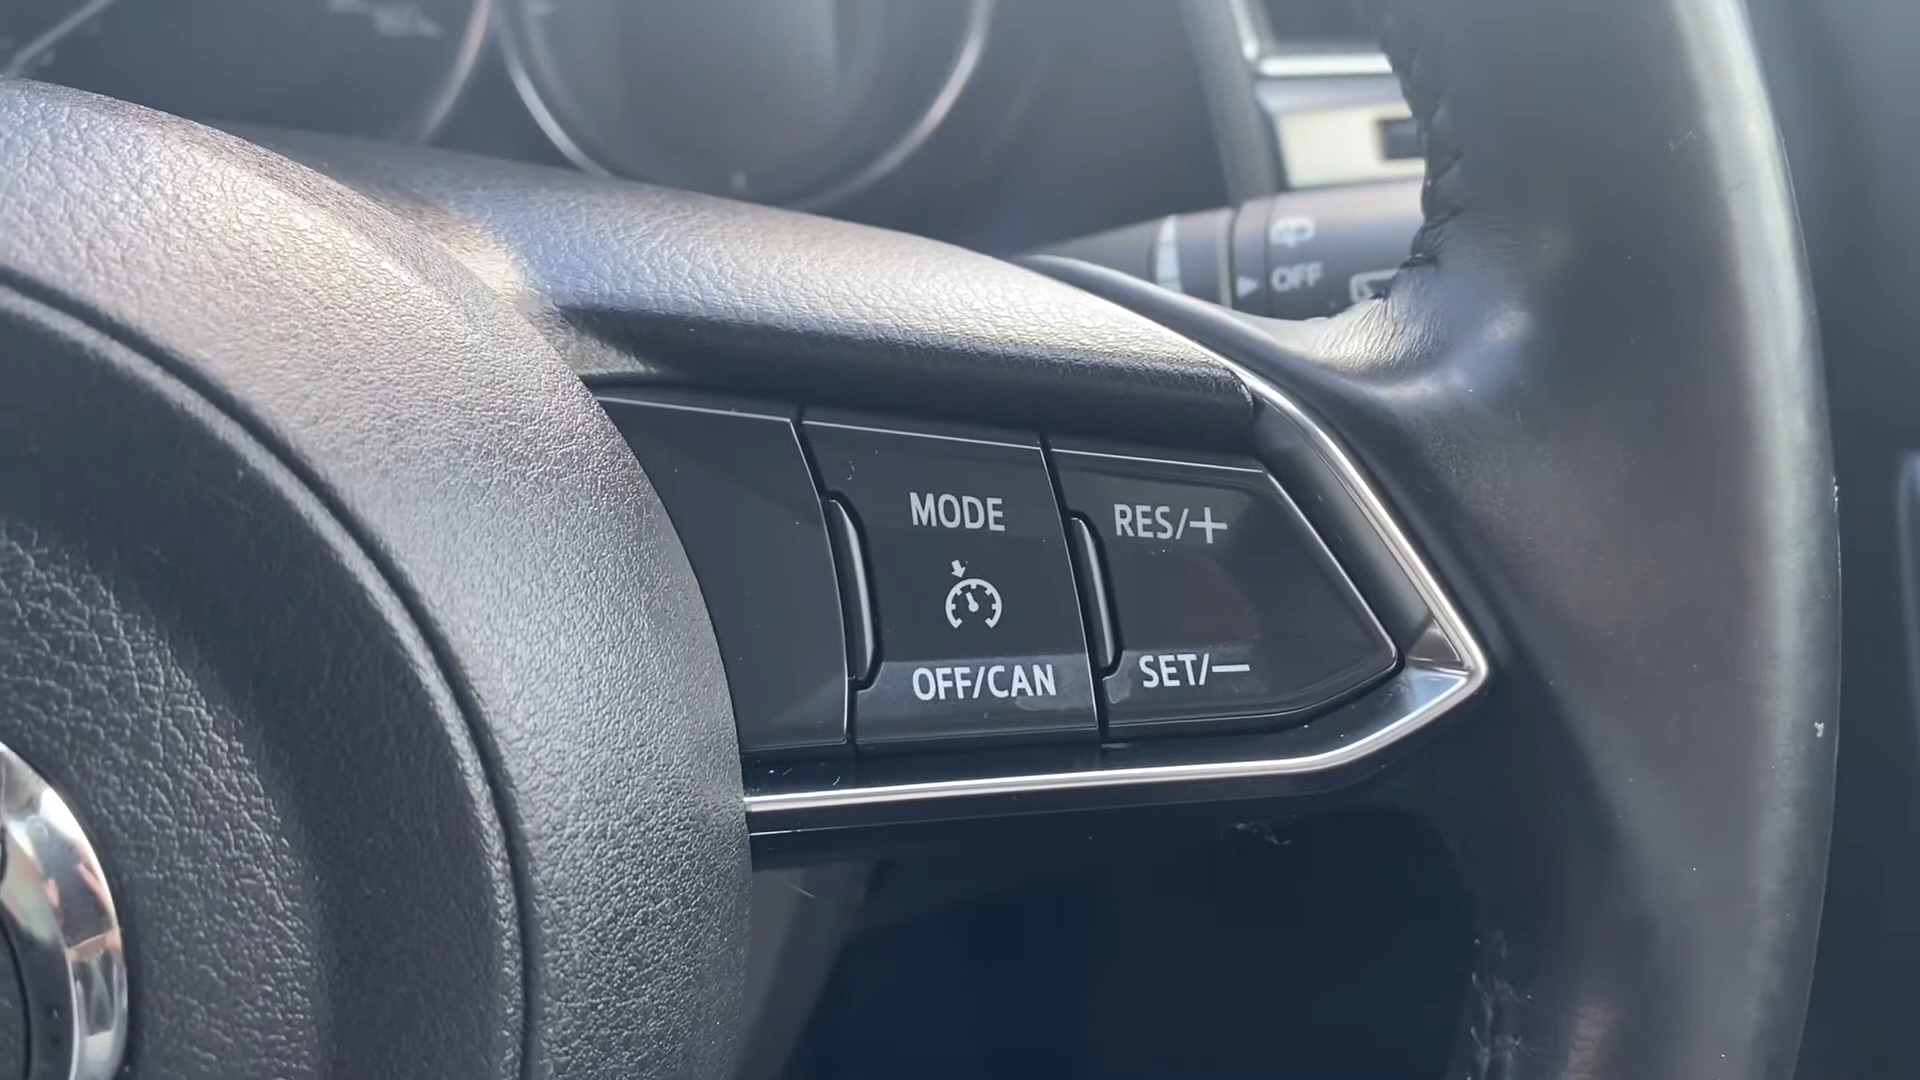 OFF
MODE
RES/+
OFF/CAN
SET/—